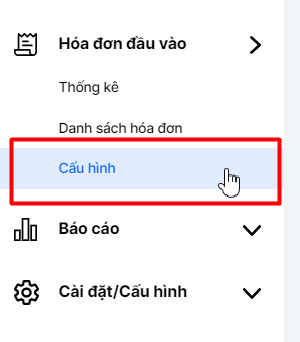 Hóa đơn đầu vào
Thống kê
Danh sách hóa đơn
Cấu hình
Báo cáo
Cài đặt/Cấu hình